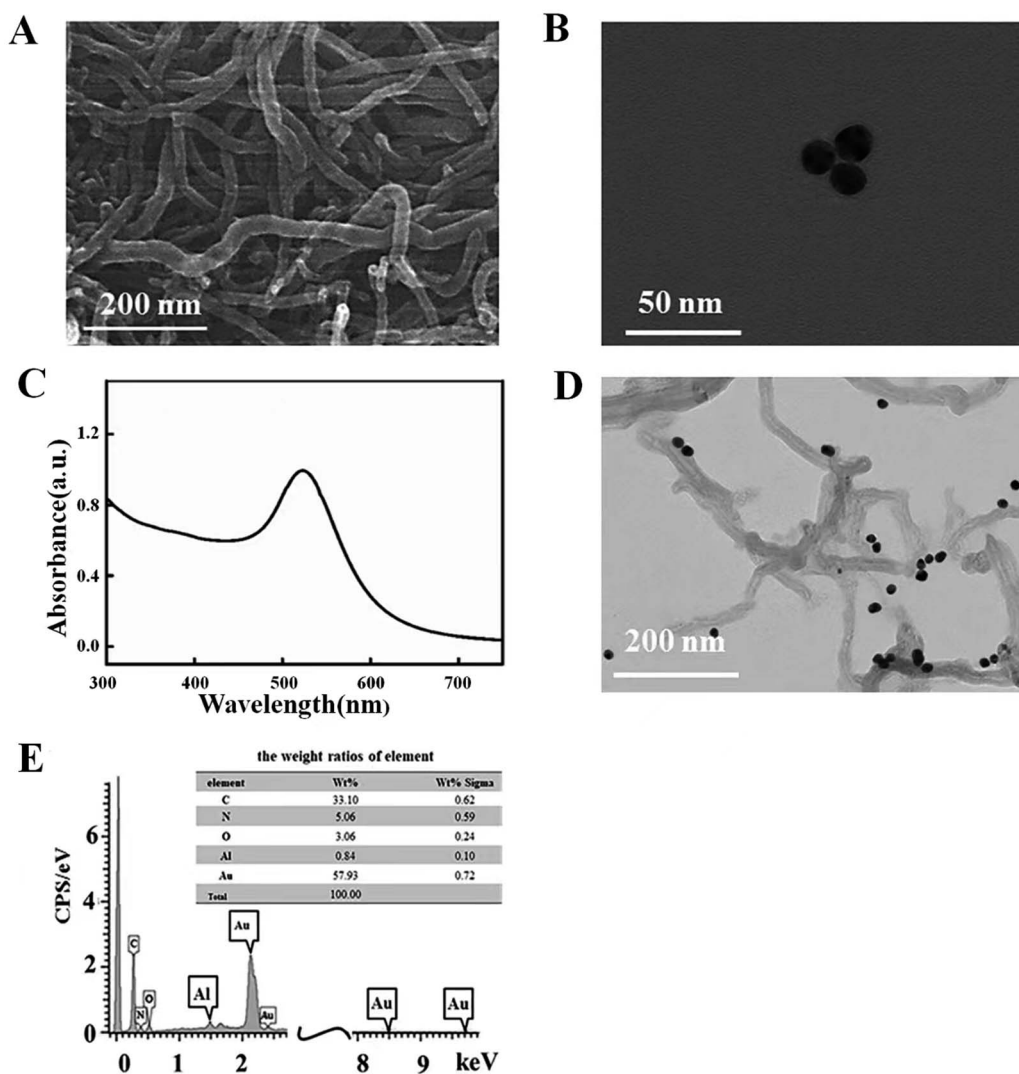 A
200 nm
B
50 nm
C
Absorbance(a.u.)
1.2
0.8
0.4
0.0
300 400 500 600 700
Wavelength(nm)
D
200 nm
E
the weight ratios of element
element Wt% Wt% Sigma
C 33.10 0.62
N 5.06 0.59
O 3.06 0.24
Al 0.84 0.10
Au 57.93 0.72
Total 100.00
CPS/eV
6
4
2
0
C
N
O
Al
Au
Au
Au
Au
0 1 2 8 9 keV